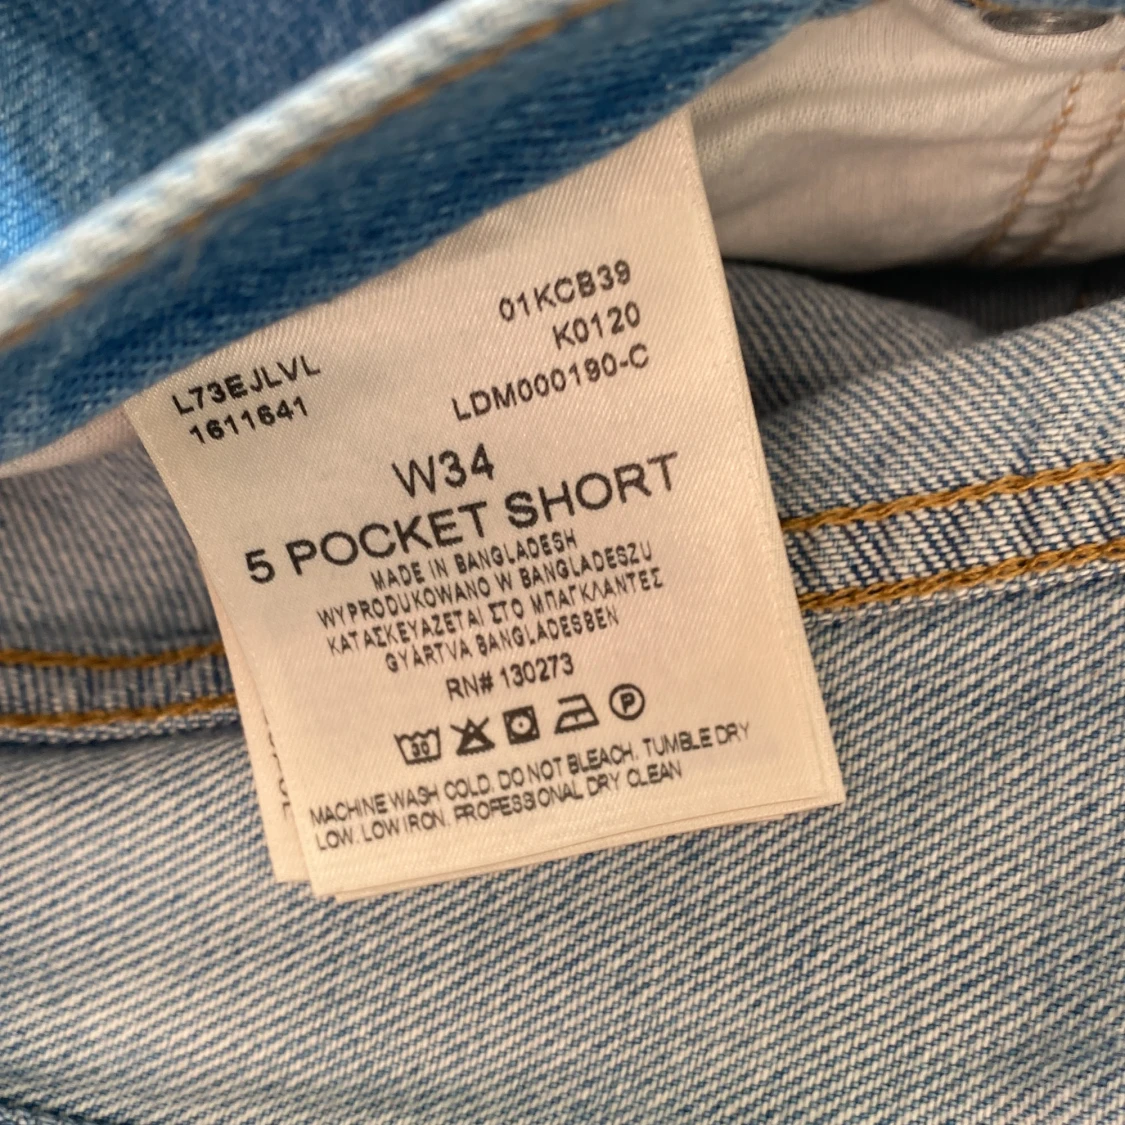 01KCB39
K0120
LDM000190-C
L73EJLVL
1611641
W34
5 POCKET SHORT
MADE IN BANGLADESH
WYPRODUKOWANO W BANGLADESZU
ΚΑΤΑΣΚΕΥΑΖΕΤΑΙ ΣΤΟ ΜΠΑΓΚΛΑΝΤΕΣ
GYÁRTVA BANGLADESBEN
RN# 130273
30
P
MACHINE WASH COLD. DO NOT BLEACH. TUMBLE DRY
LOW. LOW IRON. PROFESSIONAL DRY CLEAN